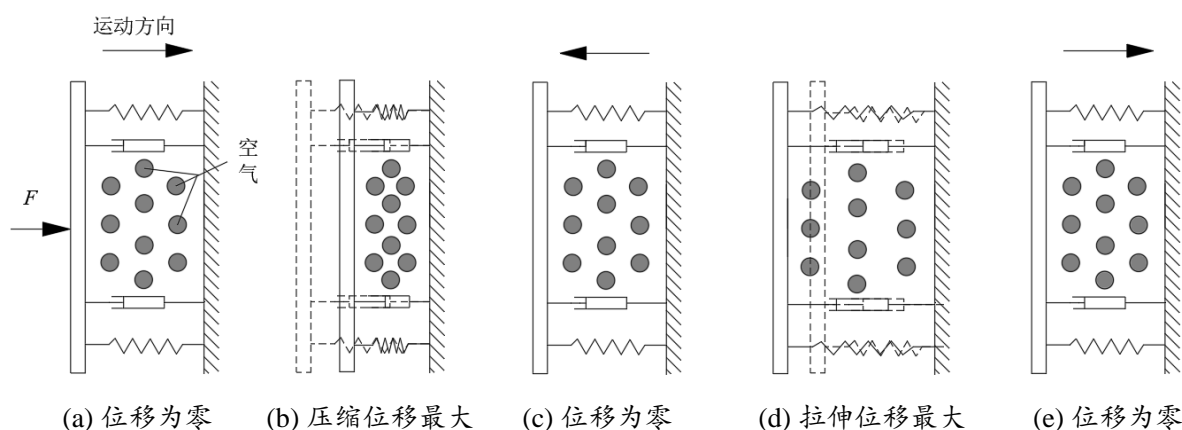 运动方向
空
气
F
(a) 位移为零
(b) 压缩位移最大
(c) 位移为零
(d) 拉伸位移最大
(e) 位移为零